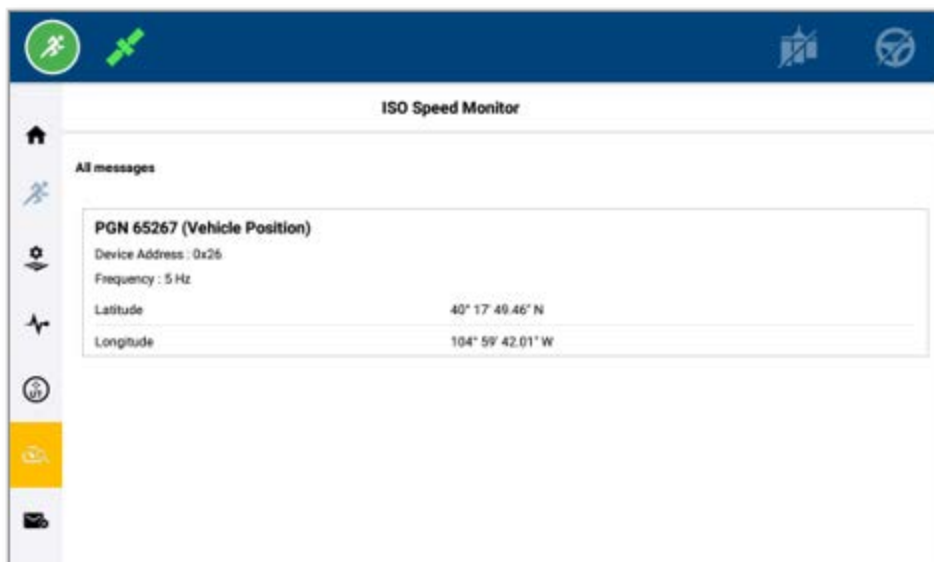 ISO Speed Monitor
All messages
PGN 65267 (Vehicle Position)
Device Address : 0x26
Frequency : 5 Hz
Latitude 40° 17' 49.46" N
Longitude 104° 59' 42.01" W
UT